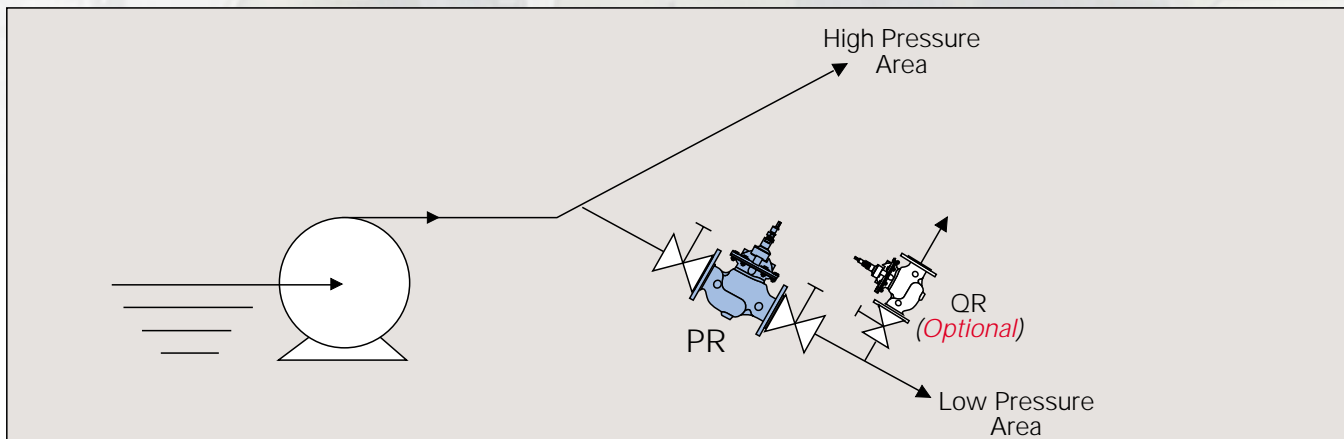 High Pressure
Area
PR
QR
(Optional)
Low Pressure
Area